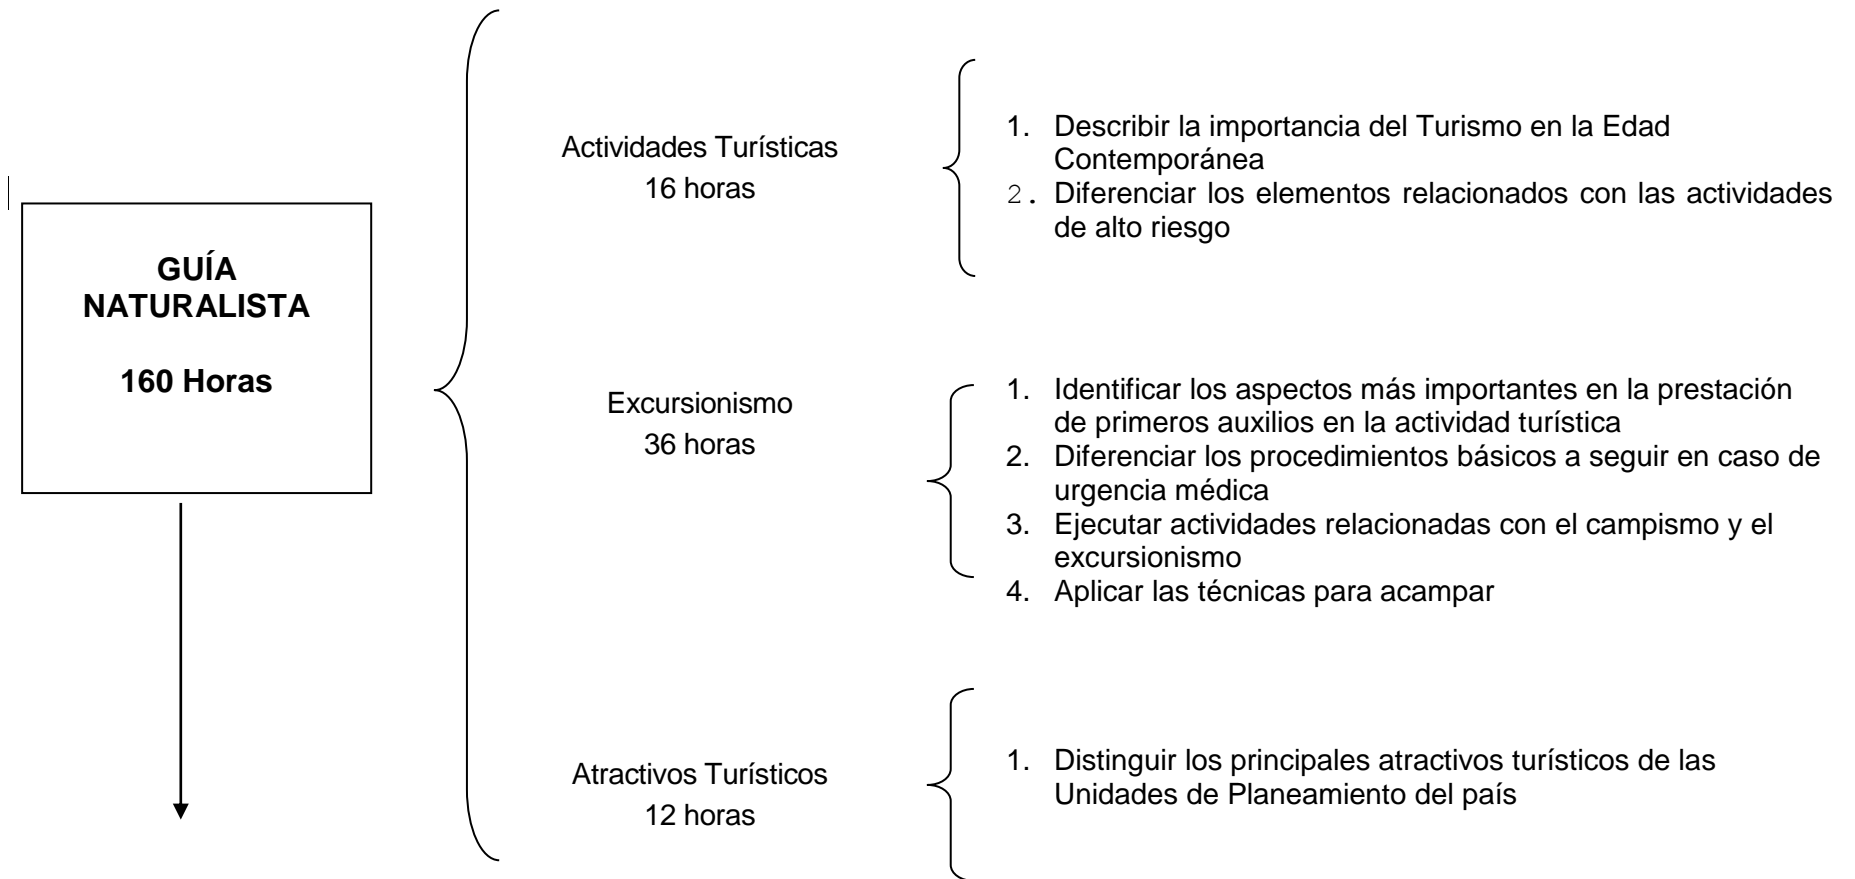 GUÍA
NATURALISTA
160 Horas
Actividades Turísticas
16 horas
1. Describir la importancia del Turismo en la Edad
Contemporánea
2. Diferenciar los elementos relacionados con las actividades
de alto riesgo
Excursionismo
36 horas
1. Identificar los aspectos más importantes en la prestación
de primeros auxilios en la actividad turística
2. Diferenciar los procedimientos básicos a seguir en caso de
urgencia médica
3. Ejecutar actividades relacionadas con el campismo y el
excursionismo
4. Aplicar las técnicas para acampar
Atractivos Turísticos
12 horas
1. Distinguir los principales atractivos turísticos de las
Unidades de Planeamiento del país